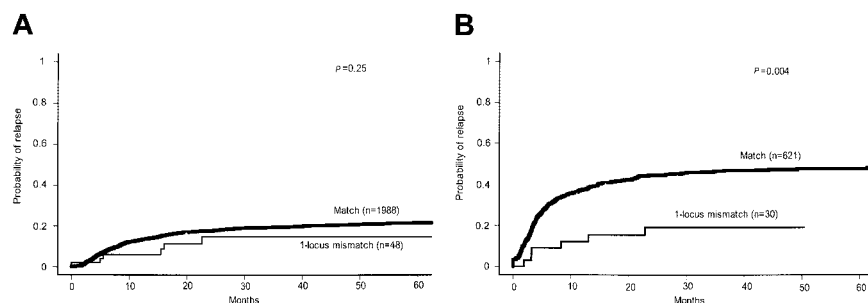 A
Probability of relapse
1
0.8
0.6
0.4
0.2
0
P=0.25
Match (n=1988)
1-locus mismatch (n=48)
0 10 20 30 40 50 60
Months
B
Probability of relapse
1
0.8
0.6
0.4
0.2
0
P=0.004
Match (n=621)
1-locus mismatch (n=30)
0 10 20 30 40 50 60
Months